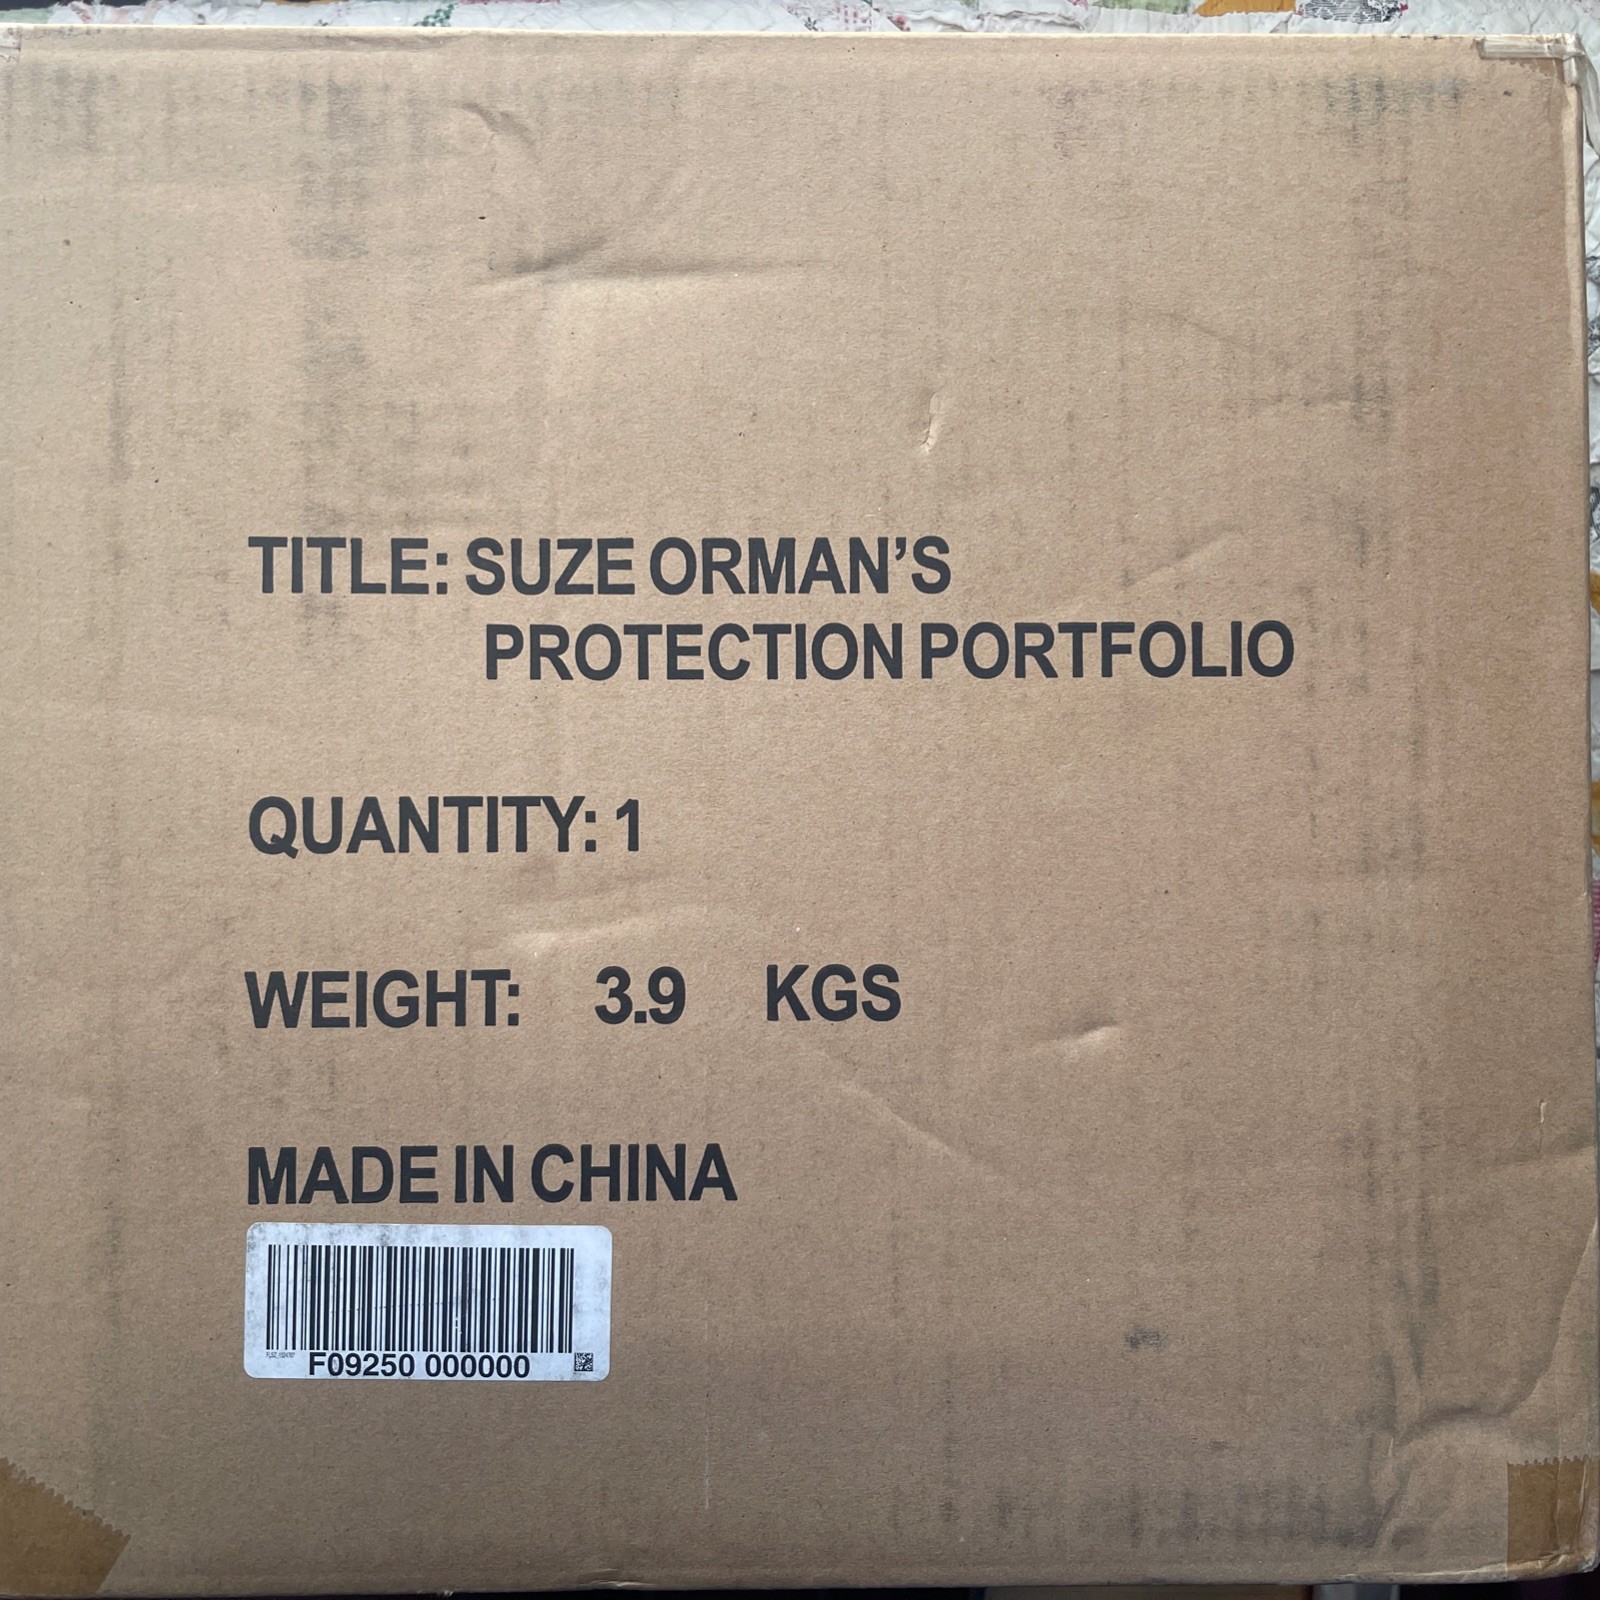 TITLE: SUZE ORMAN’S
PROTECTION PORTFOLIO
QUANTITY: 1
WEIGHT: 3.9 KGS
MADE IN CHINA
F09250 000000